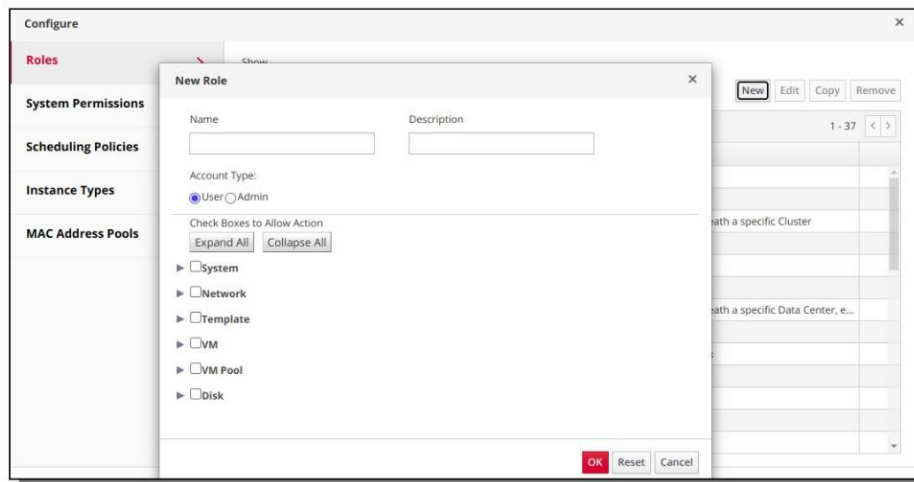 Configure
Roles
System Permissions
Scheduling Policies
Instance Types
MAC Address Pools
Show
New Edit Copy Remove
1 - 37
a specific Cluster
a specific Data Center, e...
New Role
Name Description
Account Type:
User Admin
Check Boxes to Allow Action
Expand All Collapse All
System
Network
Template
VM
VM Pool
Disk
OK Reset Cancel